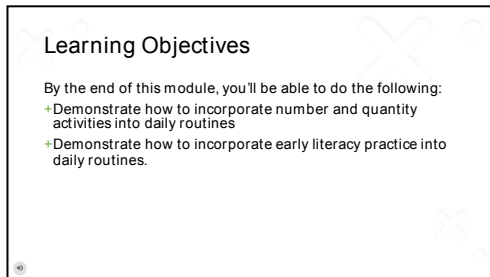 Learning Objectives
By the end of this module, you'll be able to do the following:
+Demonstrate how to incorporate number and quantity
activities into daily routines
+Demonstrate how to incorporate early literacy practice into
daily routines.